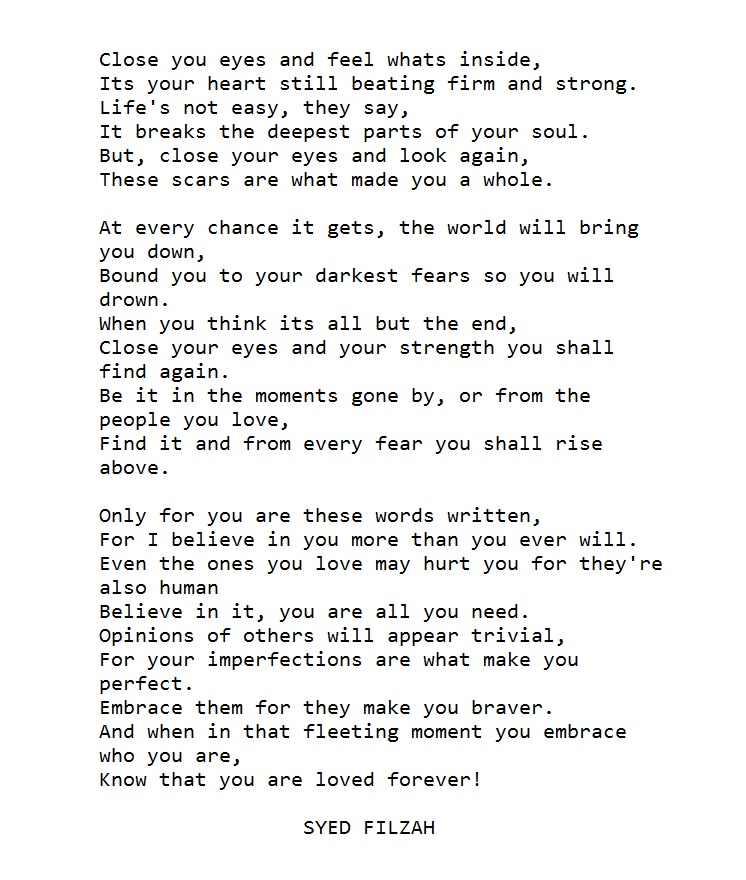 Close you eyes and feel whats inside,
Its your heart still beating firm and strong.
Life's not easy, they say,
It breaks the deepest parts of your soul.
But, close your eyes and look again,
These scars are what made you a whole.

At every chance it gets, the world will bring
you down,
Bound you to your darkest fears so you will
drown.
When you think its all but the end,
Close your eyes and your strength you shall
find again.
Be it in the moments gone by, or from the
people you love,
Find it and from every fear you shall rise
above.

Only for you are these words written,
For I believe in you more than you ever will.
Even the ones you love may hurt you for they're
also human
Believe in it, you are all you need.
Opinions of others will appear trivial,
For your imperfections are what make you
perfect.
Embrace them for they make you braver.
And when in that fleeting moment you embrace
who you are,
Know that you are loved forever!

SYED FILZAH